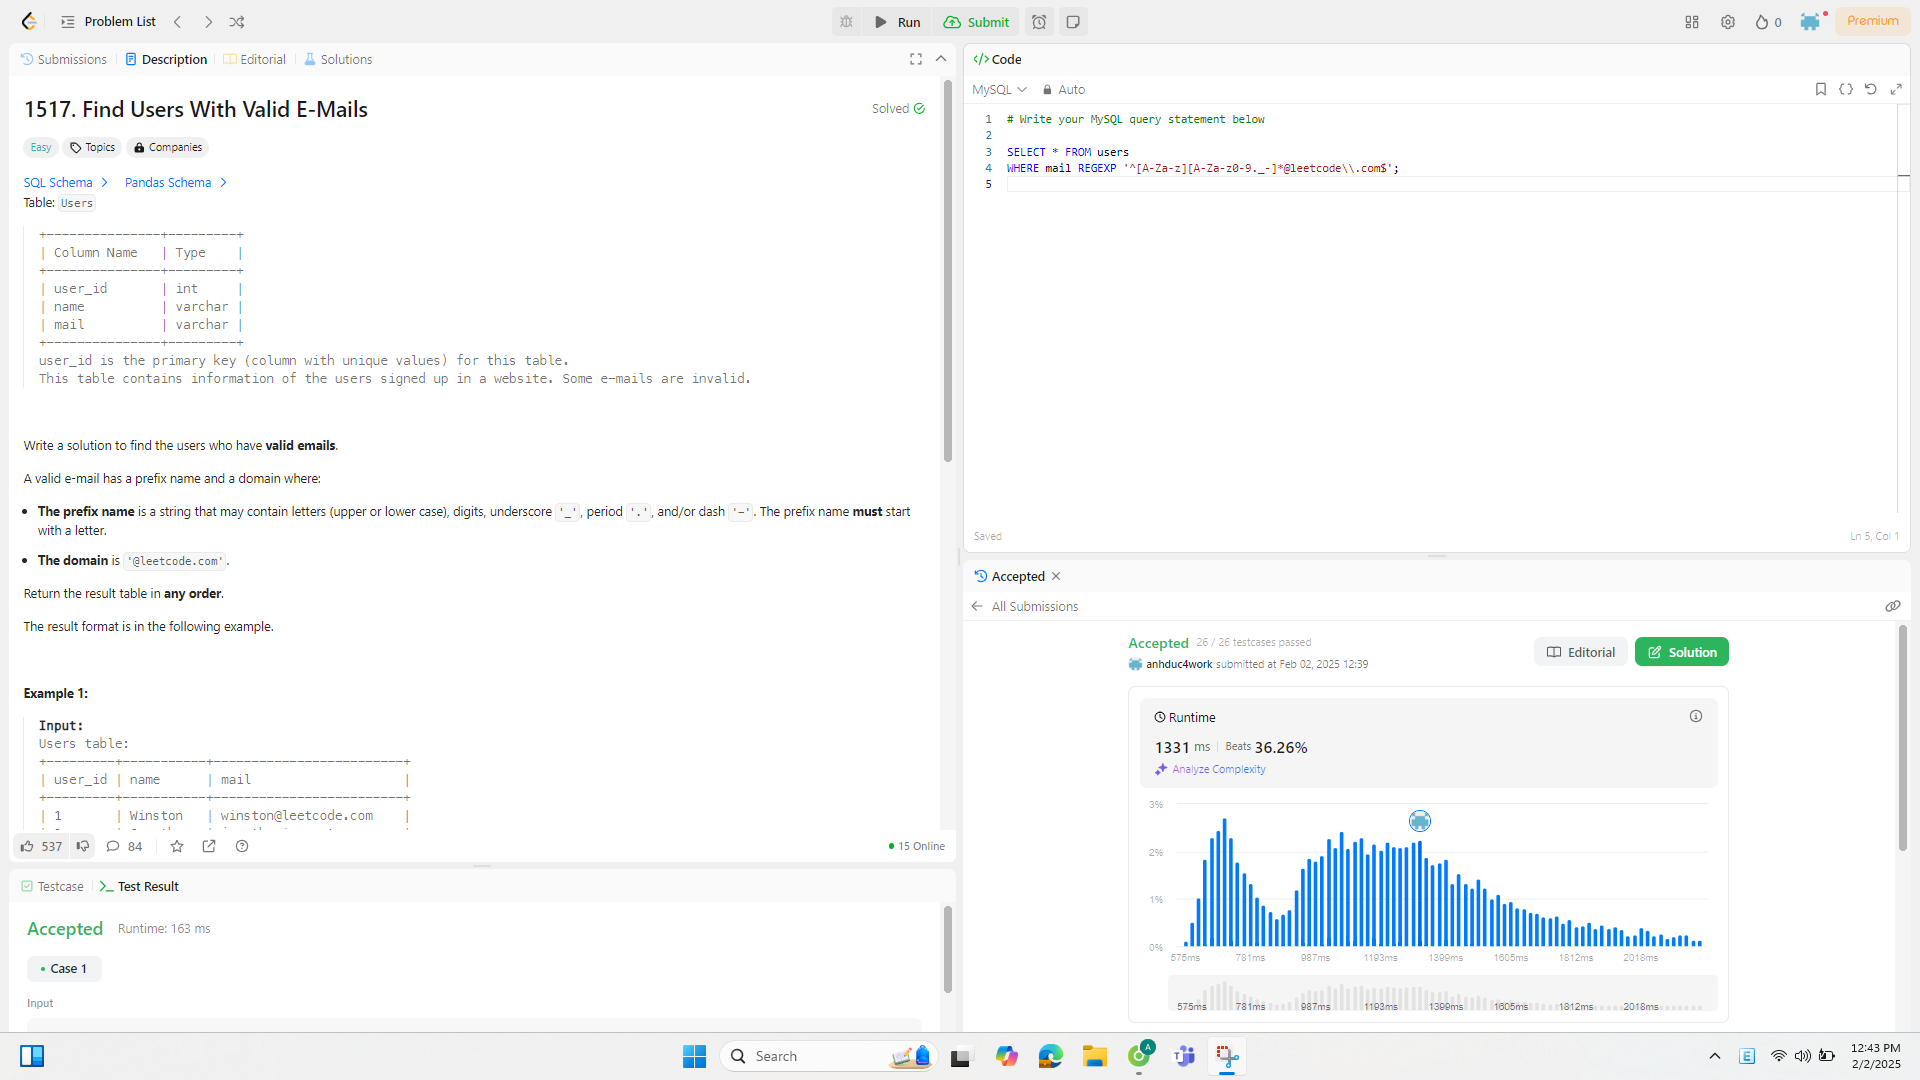 Problem List
Run
Submit
0
Premium
Submissions
Description
Editorial
Solutions
1517. Find Users With Valid E-Mails
Solved
Easy
Topics
Companies
SQL Schema
Pandas Schema
Table: Users
+---------------+---------+
| Column Name   | Type    |
+---------------+---------+
| user_id       | int     |
| name          | varchar |
| mail          | varchar |
+---------------+---------+
user_id is the primary key (column with unique values) for this table.
This table contains information of the users signed up in a website. Some e-mails are invalid.
Write a solution to find the users who have valid emails.
A valid e-mail has a prefix name and a domain where:
• The prefix name is a string that may contain letters (upper or lower case), digits, underscore '_', period '.', and/or dash '-'. The prefix name must start
with a letter.
• The domain is '@leetcode.com'.
Return the result table in any order.
The result format is in the following example.
Example 1:
Input:
Users table:
+---------+-----------+-------------------------+
| user_id | name      | mail                    |
+---------+-----------+-------------------------+
| 1       | Winston   | winston@leetcode.com    |
537
84
15 Online
Testcase
Test Result
Accepted
Runtime: 163 ms
• Case 1
Input
</> Code
MySQL
Auto
1 # Write your MySQL query statement below
2
3 SELECT * FROM users
4 WHERE mail REGEXP '^[A-Za-z][A-Za-z0-9._-]*@leetcode\\.com$';
5
Saved
Ln 5, Col 1
Accepted
All Submissions
Accepted 26 / 26 testcases passed
anhduc4work submitted at Feb 02, 2025 12:39
Editorial
Solution
Runtime
1331 ms | Beats 36.26%
Analyze Complexity
3%
2%
1%
0%
575ms 781ms 987ms 1193ms 1399ms 1605ms 1812ms 2018ms
575ms 781ms 987ms 1193ms 1399ms 1605ms 1812ms 2018ms
Search
A
E
12:43 PM
2/2/2025